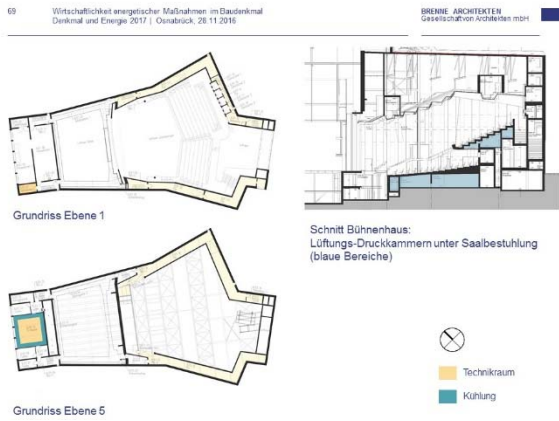 69
Wirtschaftlichkeit energetischer Maßnahmen im Baudenkmal
Denkmal und Energie 2017 | Osnabrück, 28.11.2016
BRENNE ARCHITEKTEN
Gesellschaft von Architekten mbH
Grundriss Ebene 1
Schnitt Bühnenhaus:
Lüftungs-Druckkammern unter Saalbestuhlung
(blaue Bereiche)
Technikraum
Kühlung
Grundriss Ebene 5